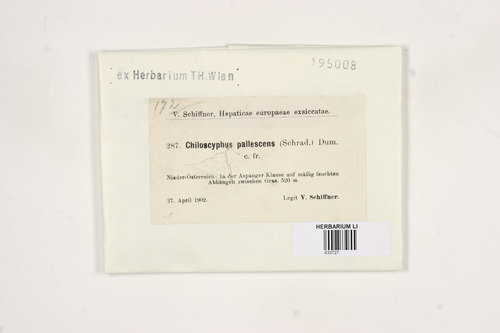 ex Herbarium TH.Wien
195008
172
V. Schiffner, Hepaticae europaeae exsiccatae.
287. Chiloscyphus pallescens (Schrad.) Dum.
c. fr.
Nieder-Österreich: In der Aspanger Klause auf mäßig feuchten
Abhängen zwischen Gras. 520 m.
27. April 1902.
Legit V. Schiffner.
HERBARIUM LI